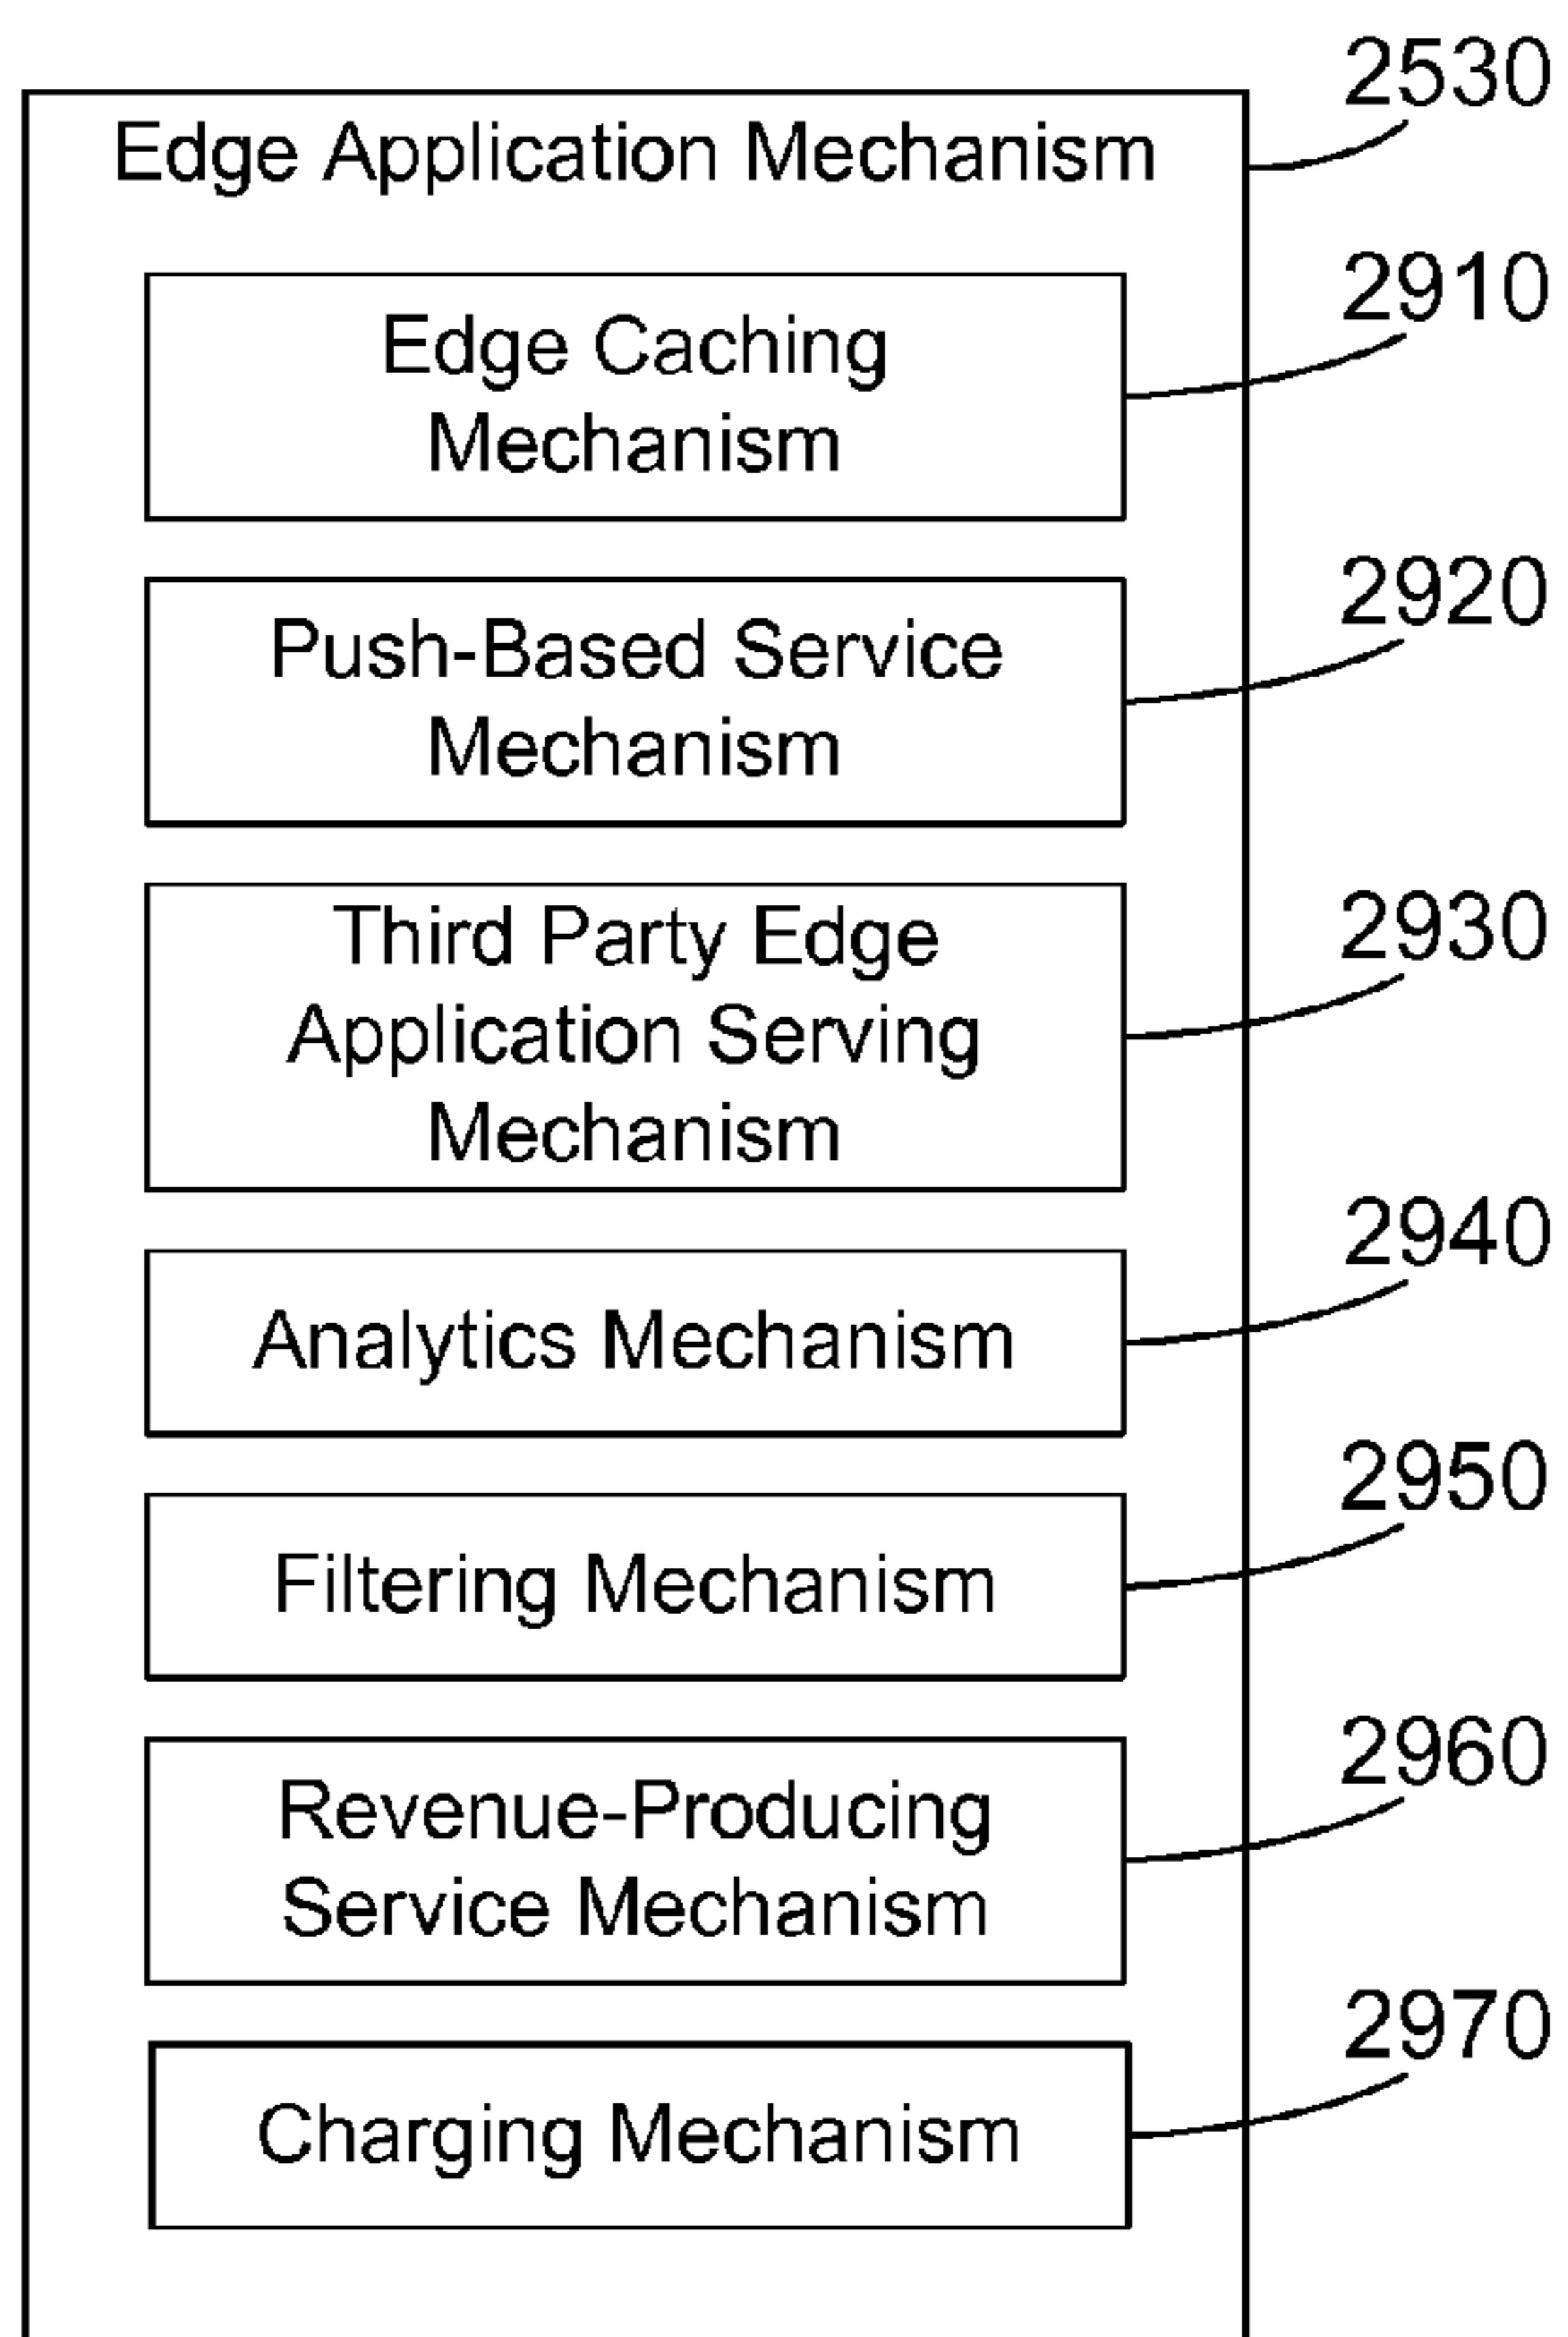 2530
Edge Application Mechanism
2910
Edge Caching
Mechanism
2920
Push-Based Service
Mechanism
2930
Third Party Edge
Application Serving
Mechanism
2940
Analytics Mechanism
2950
Filtering Mechanism
2960
Revenue-Producing
Service Mechanism
2970
Charging Mechanism